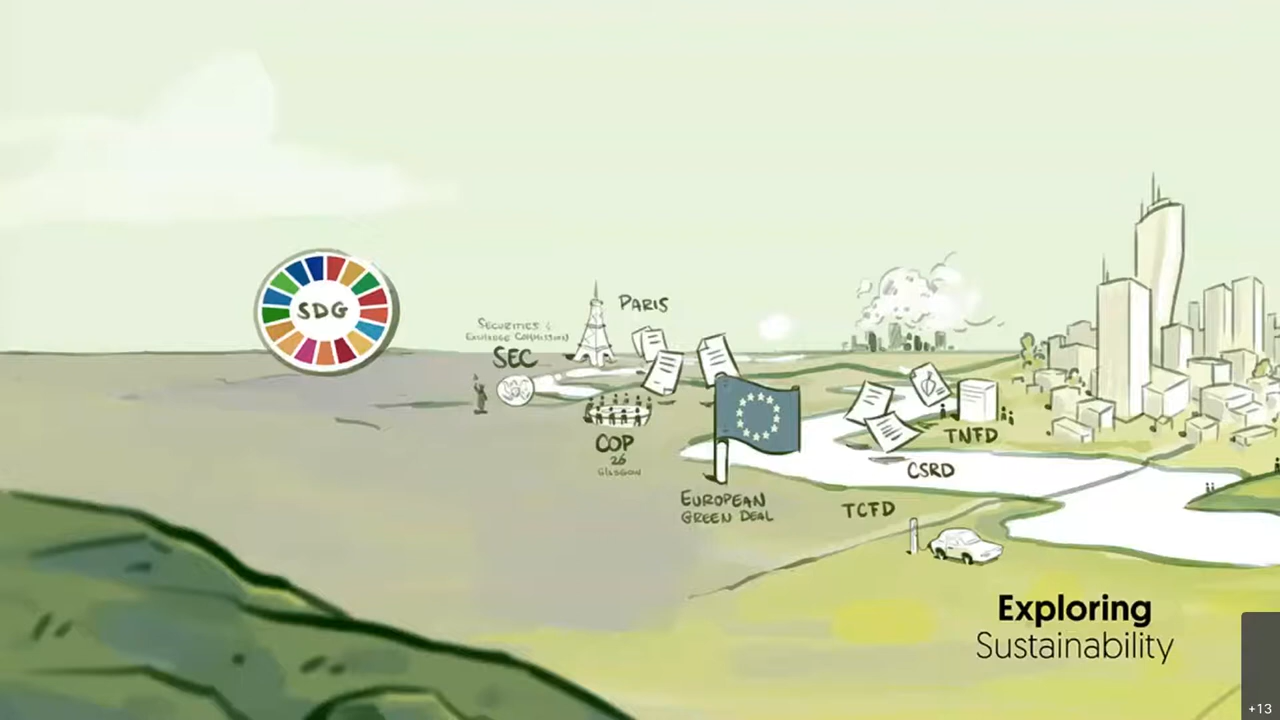 SDG
SECURITIES &
EXCHANGE COMMISSION
SEC
PARIS
COP
26
GLASGOW
EUROPEAN
GREEN DEAL
TNFD
CSRD
TCFD
Exploring
Sustainability
+13